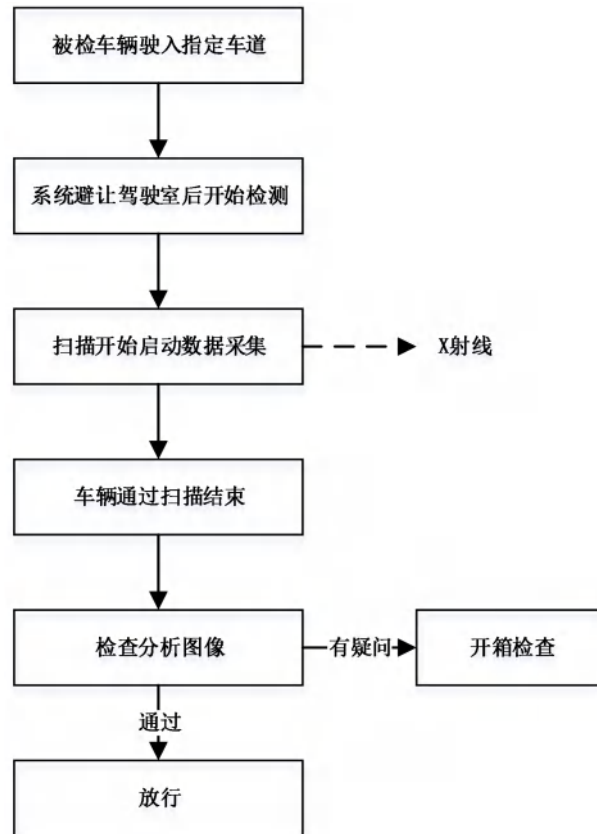 被检车辆驶入指定车道
系统避让驾驶室后开始检测
扫描开始启动数据采集
X射线
车辆通过扫描结束
检查分析图像
有疑问
开箱检查
通过
放行